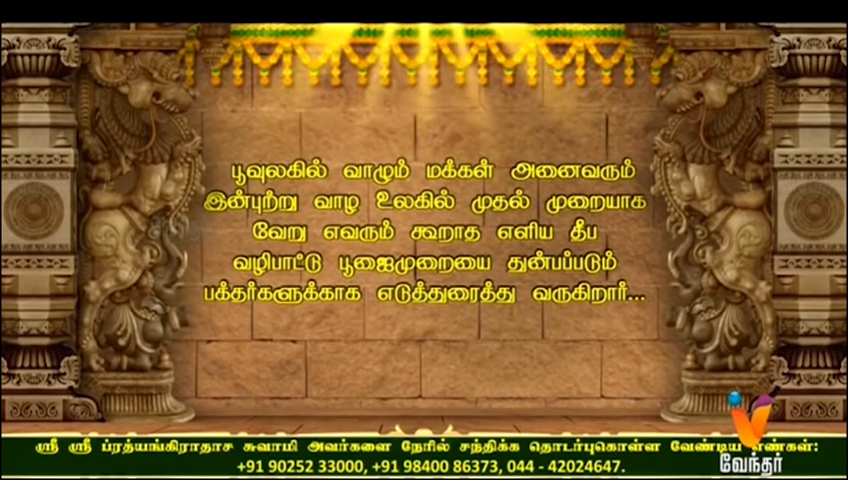 பூவுலகில் வாழும் மக்கள் அனைவரும்
இன்புற்று வாழ உலகில் முதல் முறையாக
வேறு எவரும் கூறாத எளிய தீப
வழிபாட்டு பூஜைமுறையை துன்பப்படும்
பக்தர்களுக்காக எடுத்துரைத்து வருகிறார்...
ஸ்ரீ ஸ்ரீ ப்ரத்யங்கிராதாச சுவாமி அவர்களை நேரில் சந்திக்க தொடர்புகொள்ள வேண்டிய எண்கள்:
+91 90252 33000, +91 98400 86373, 044 - 42024647.
வேந்தர்